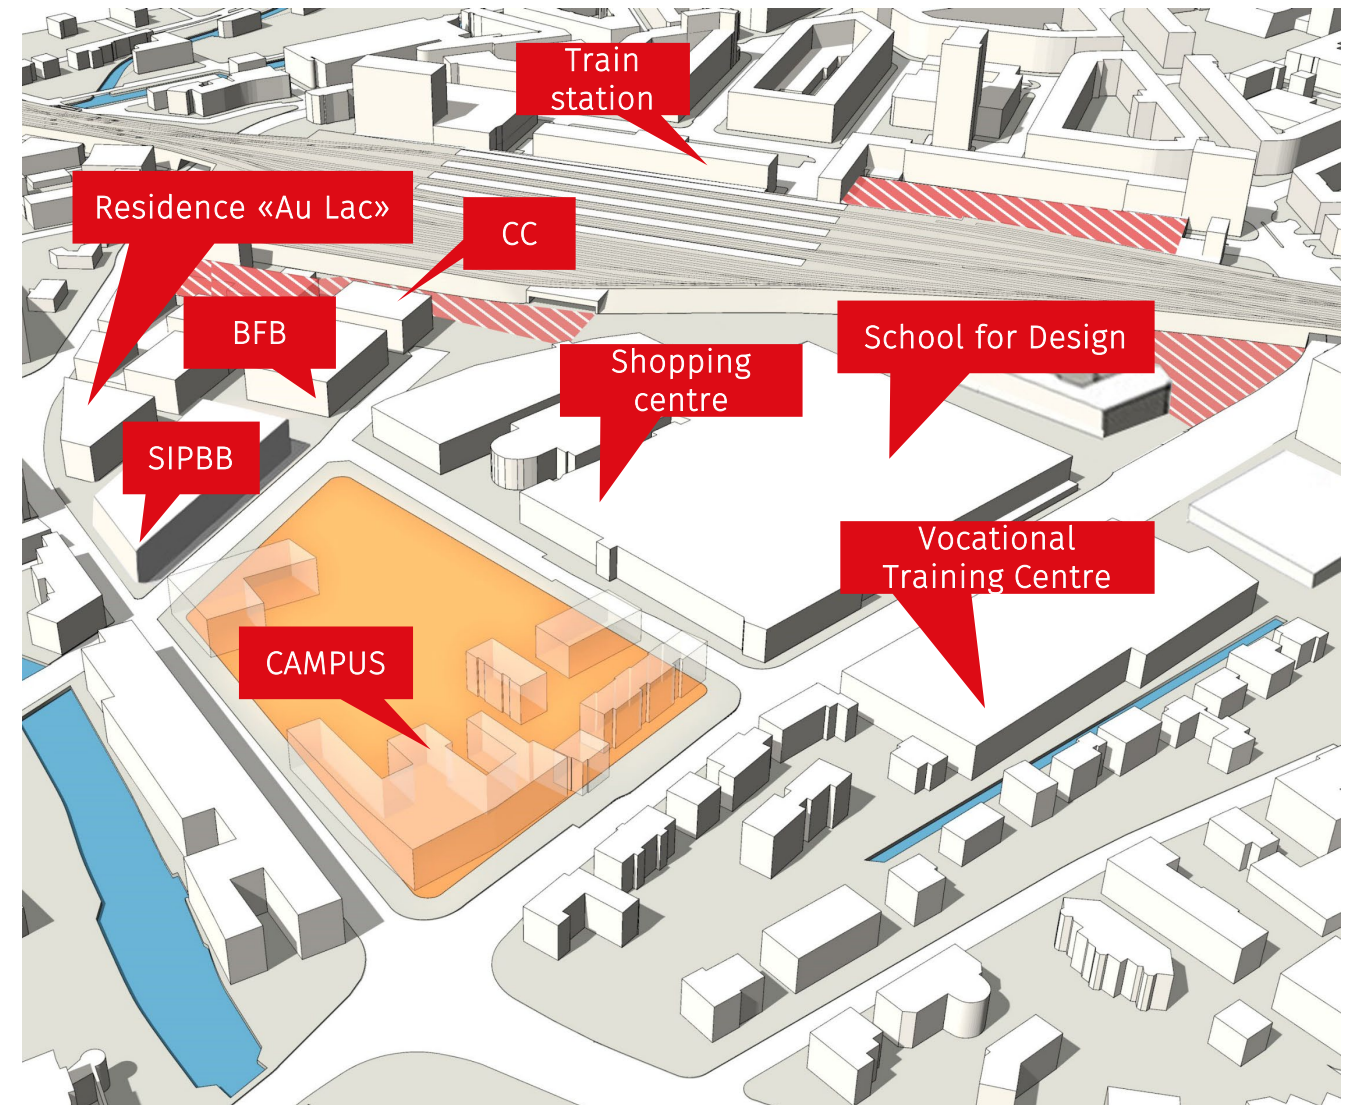 Train
station
Residence «Au Lac»
CC
BFB
School for Design
Shopping
centre
SIPBB
Vocational
Training Centre
CAMPUS